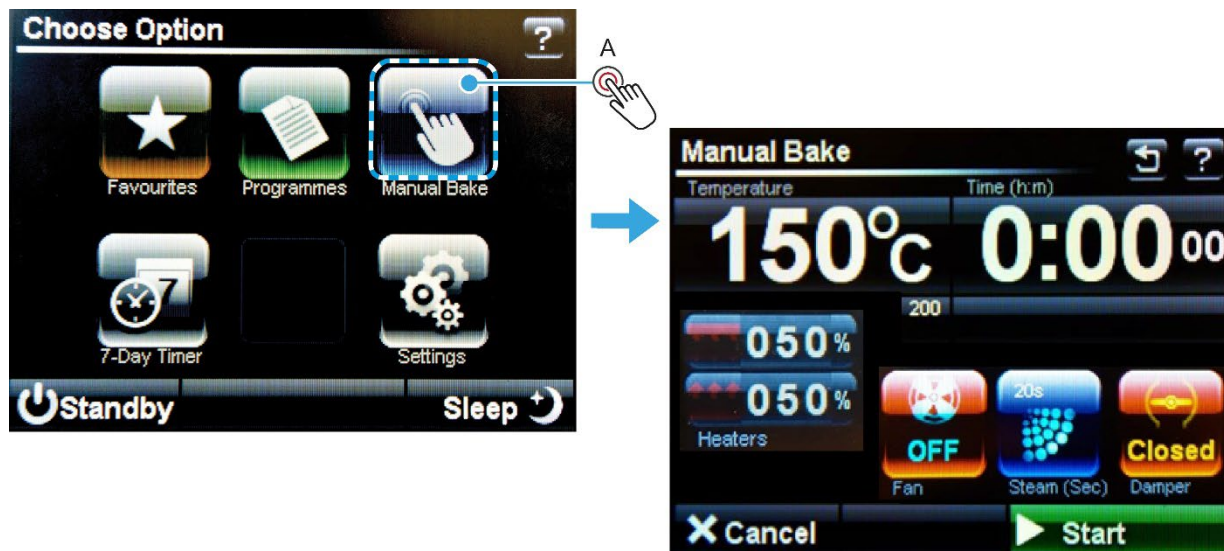 Choose Option
?
A
Favourites
Programmes
Manual Bake
7
7-Day Timer
Settings
Standby
Sleep
Manual Bake
?
Temperature
Time (h:m)
150°C
0:00 00
200
050%
050%
Heaters
OFF
20s
Closed
Fan
Steam (Sec)
Damper
Cancel
Start